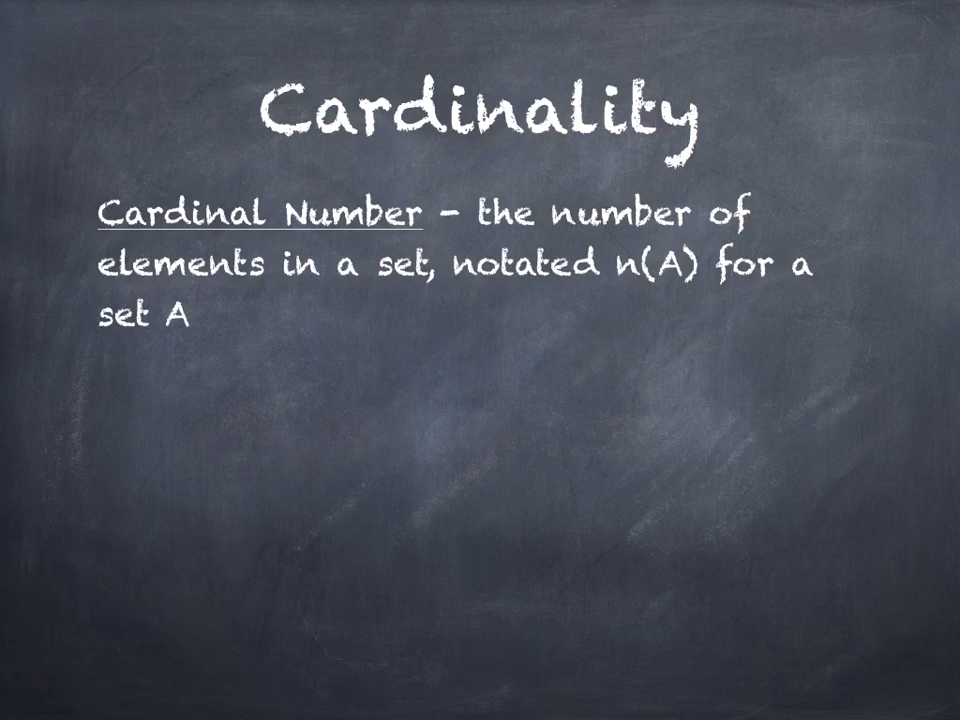 Cardinality
Cardinal Number - the number of
elements in a set, notated n(A) for a
set A